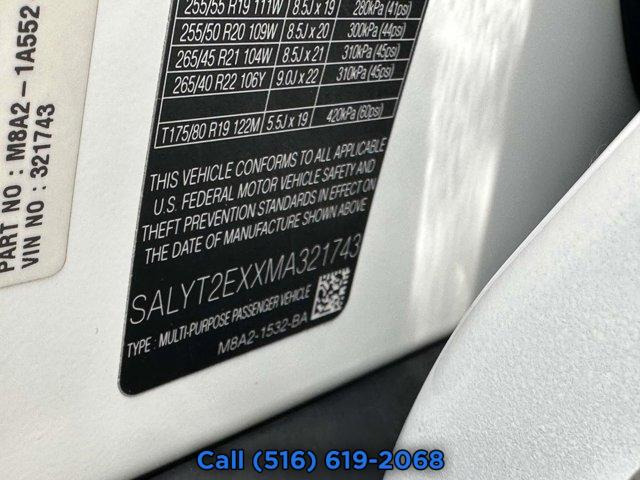 PART NO : M8A2 – 1A552
VIN NO : 321743
255/55 R19 111W 8.5J x 19 280kPa (41psi)
255/50 R20 109W 8.5J x 20 300kPa (44psi)
265/45 R21 104W 8.5J x 21 310kPa (45psi)
265/40 R22 106Y 9.0J x 22 310kPa (45psi)
T175/80 R19 122M 5.5J x 19 420kPa (60psi)
THIS VEHICLE CONFORMS TO ALL APPLICABLE
U.S. FEDERAL MOTOR VEHICLE SAFETY AND
THEFT PREVENTION STANDARDS IN EFFECT ON
THE DATE OF MANUFACTURE SHOWN ABOVE
SALYT2EXXMA321743
TYPE : MULTI-PURPOSE PASSENGER VEHICLE
M8A2-1532-BA
Call (516) 619-2068